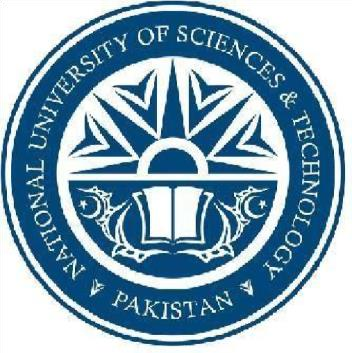 NATIONAL UNIVERSITY OF SCIENCES & TECHNOLOGY
PAKISTAN